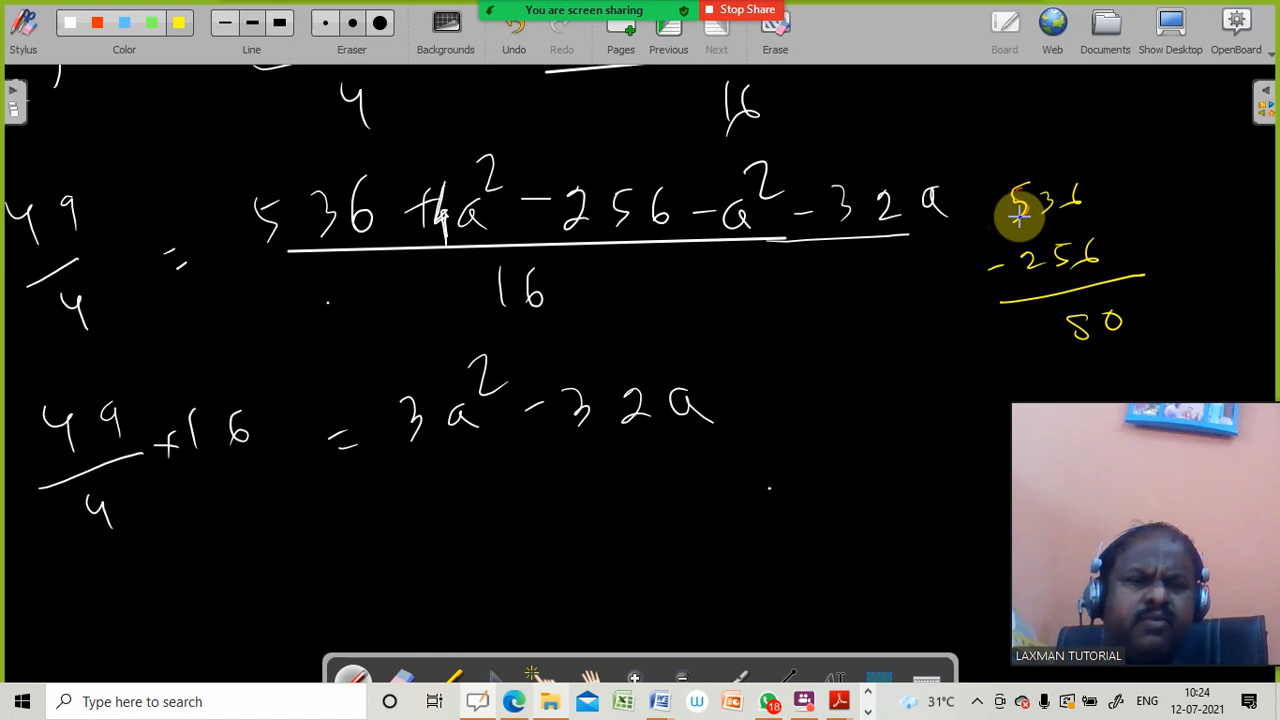 You are screen sharing Stop Share
Stylus Color Line Eraser Backgrounds Undo Redo Pages Previous Next Erase Board Web Documents Show Desktop OpenBoard
4 16
49/4 = (536 + 4a² - 256 - a² - 32a)/16
536
- 256
80
49/4 + 16 = 3a² - 32a
LAXMAN TUTORIAL
Type here to search
18
31°C
ENG
10:24
12-07-2021